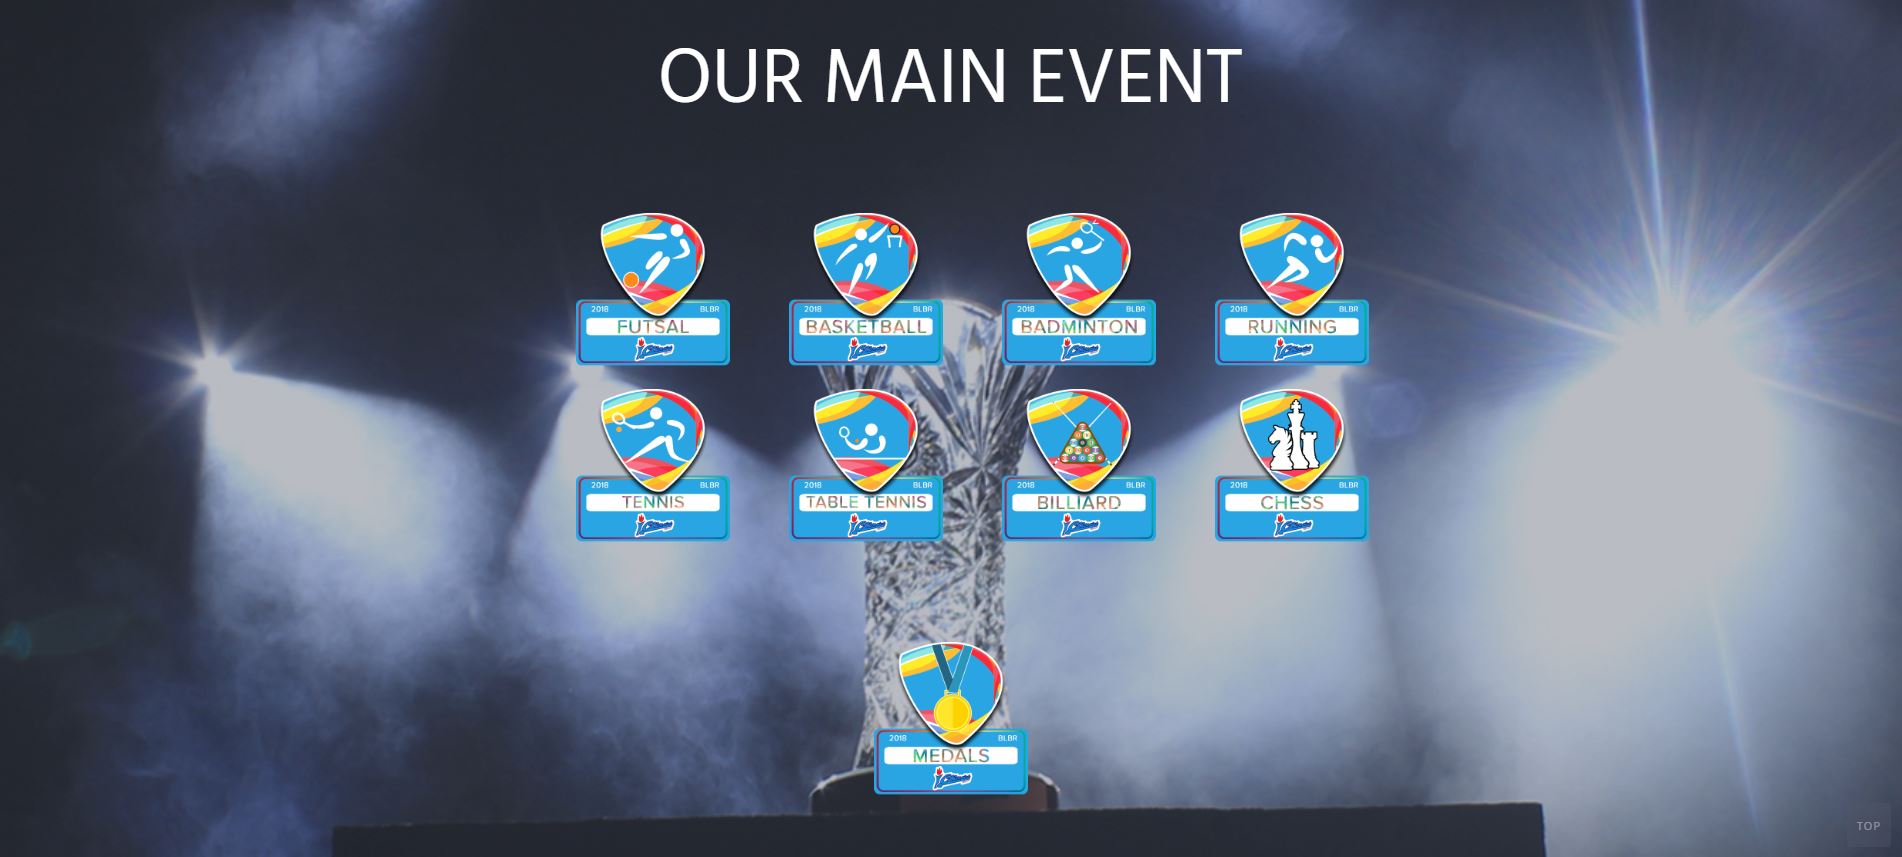 OUR MAIN EVENT
2018 BLBR
FUTSAL
2018 BLBR
BASKETBALL
2018 BLBR
BADMINTON
2018 BLBR
RUNNING
2018 BLBR
TENNIS
2018 BLBR
TABLE TENNIS
2018 BLBR
BILLIARD
2018 BLBR
CHESS
2018 BLBR
MEDALS
TOP